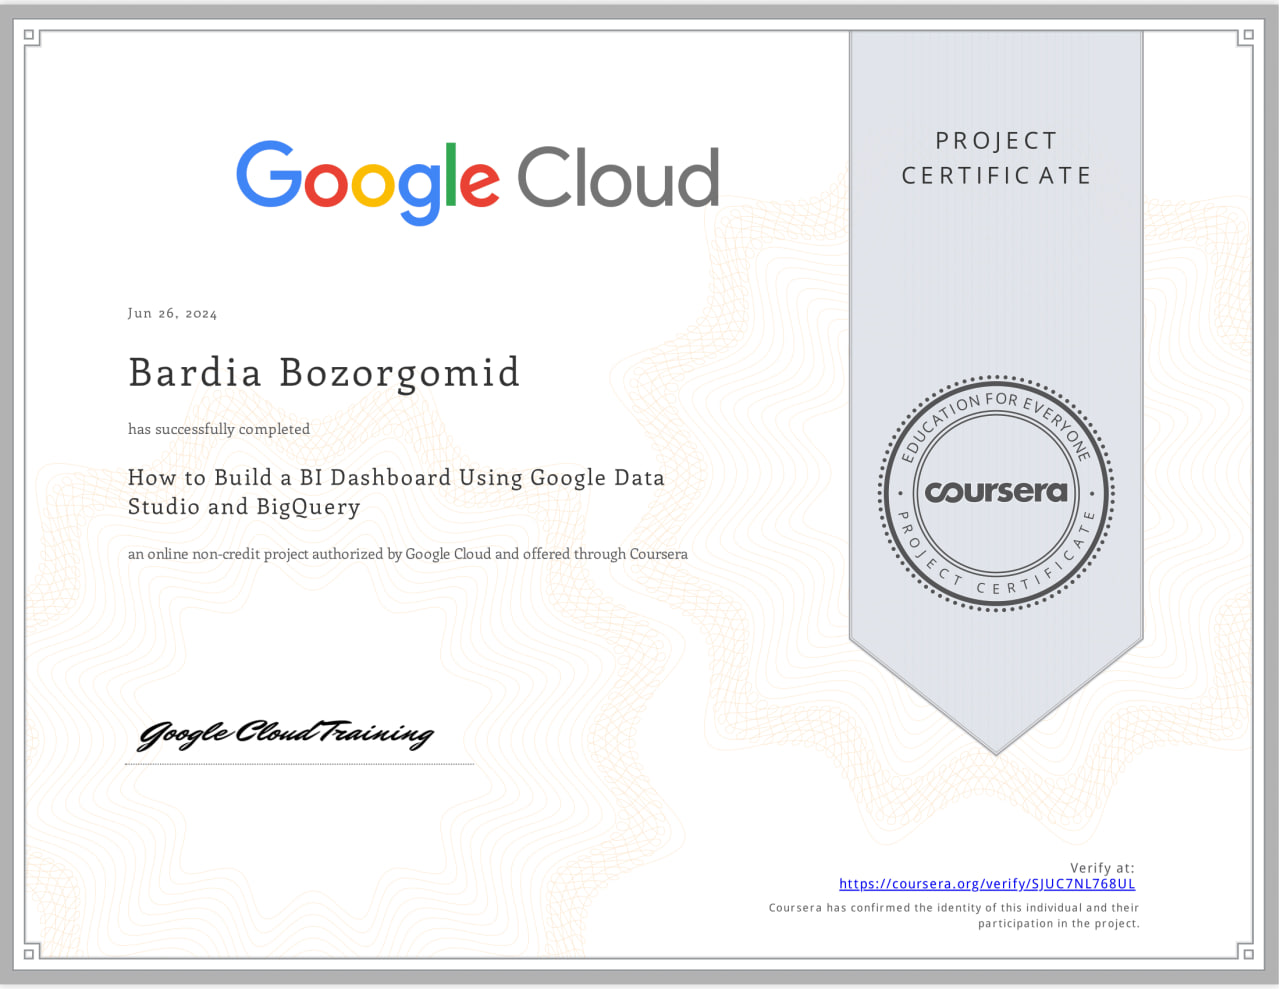 Google Cloud
PROJECT
CERTIFICATE
Jun 26, 2024
Bardia Bozorgomid
has successfully completed
How to Build a BI Dashboard Using Google Data
Studio and BigQuery
an online non-credit project authorized by Google Cloud and offered through Coursera
EDUCATION FOR EVERYONE
coursera
PROJECT CERTIFICATE
Google Cloud Training
Verify at:
https://coursera.org/verify/SJUC7NL768UL
Coursera has confirmed the identity of this individual and their
participation in the project.